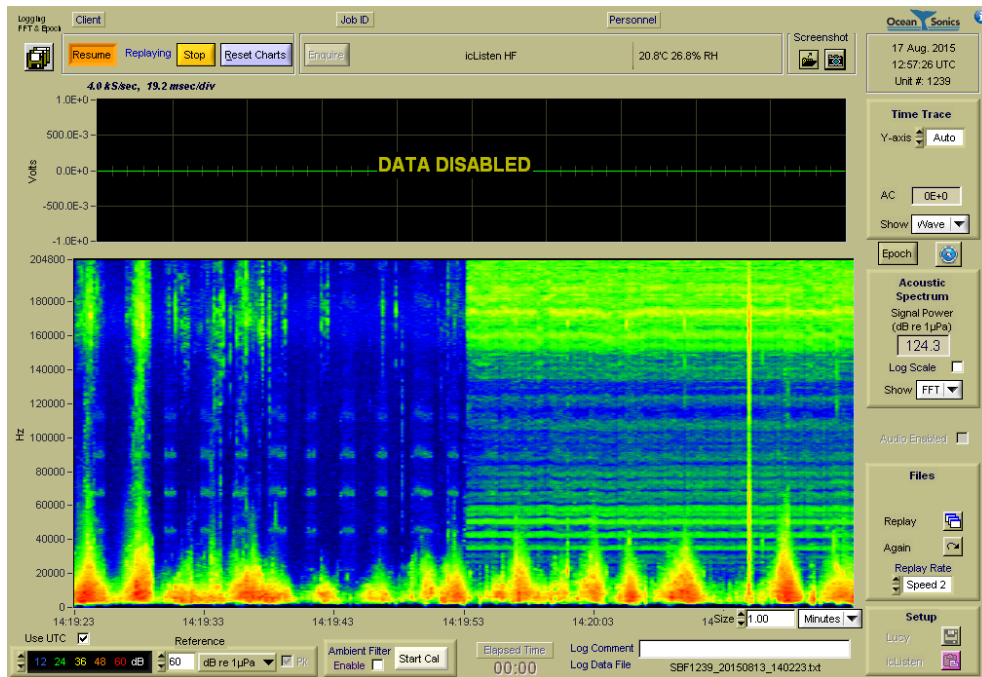 Logging
FFT & Epoch
Client
Job ID
Personnel
Ocean Sonics
Resume
Replaying
Stop
Reset Charts
Enquire
icListen HF
20.8°C 26.8% RH
Screenshot
17 Aug. 2015
12:57:26 UTC
Unit #: 1239
4.0 kS/sec, 19.2 msec/div
1.0E+0
500.0E-3
0.0E+0
-500.0E-3
-1.0E+0
Volts
DATA DISABLED
Time Trace
Y-axis Auto
AC 0E+0
Show Wave
Epoch
204800
180000
160000
140000
120000
100000
80000
60000
40000
20000
0
Hz
14:19:23
14:19:33
14:19:43
14:19:53
14:20:03
14
Size 1.00 Minutes
Acoustic
Spectrum
Signal Power
(dB re 1µPa)
124.3
Log Scale
Show FFT
Audio Enabled
Files
Replay
Again
Replay Rate
Speed 2
Setup
Lucy
icListen
Use UTC
Reference
12 24 36 48 60 dB
60 dB re 1µPa Pk
Ambient Filter
Enable
Start Cal
Elapsed Time
00:00
Log Comment
Log Data File SBF1239_20150813_140223.txt